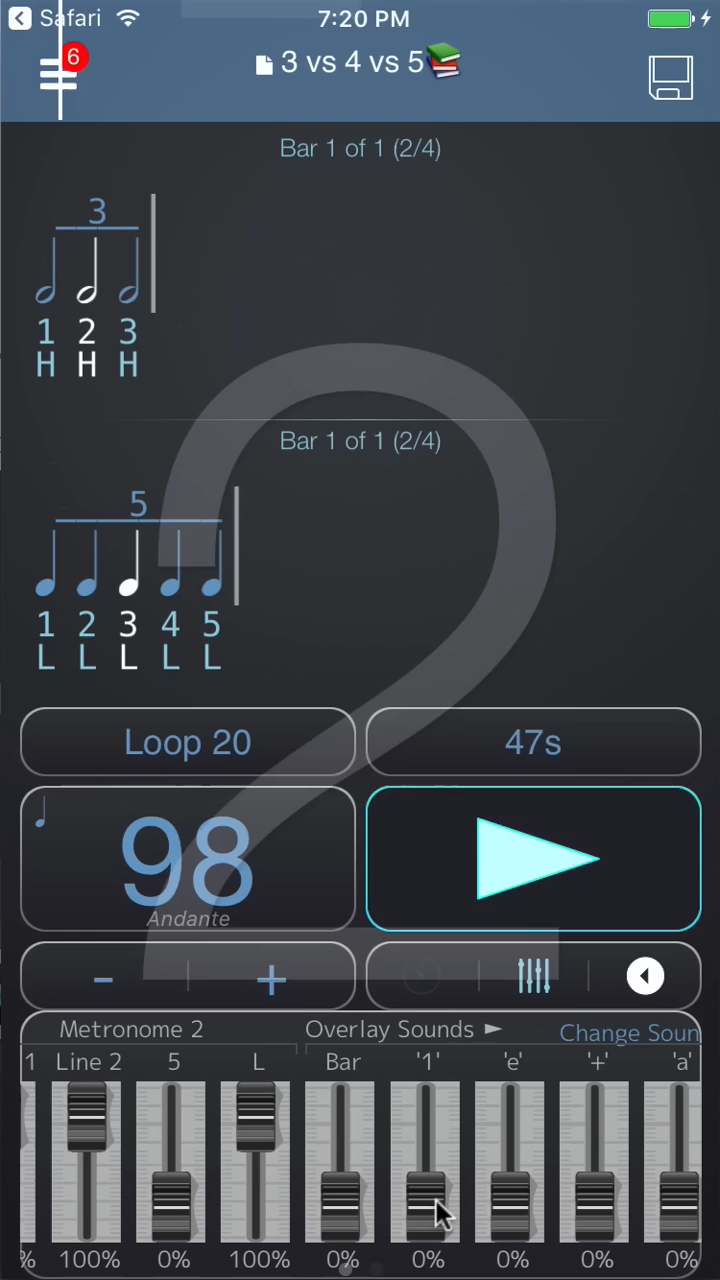 Safari 7:20 PM
6 3 vs 4 vs 5
Bar 1 of 1 (2/4)
3
1 2 3
H H H
Bar 1 of 1 (2/4)
5
1 2 3 4 5
L L L L L
2
Loop 20 47s
98
Andante
- +
Metronome 2 Overlay Sounds Change Soun
1 Line 2 5 L Bar '1' 'e' '+' 'a'
% 100% 0% 100% 0% 0% 0% 0% 0%